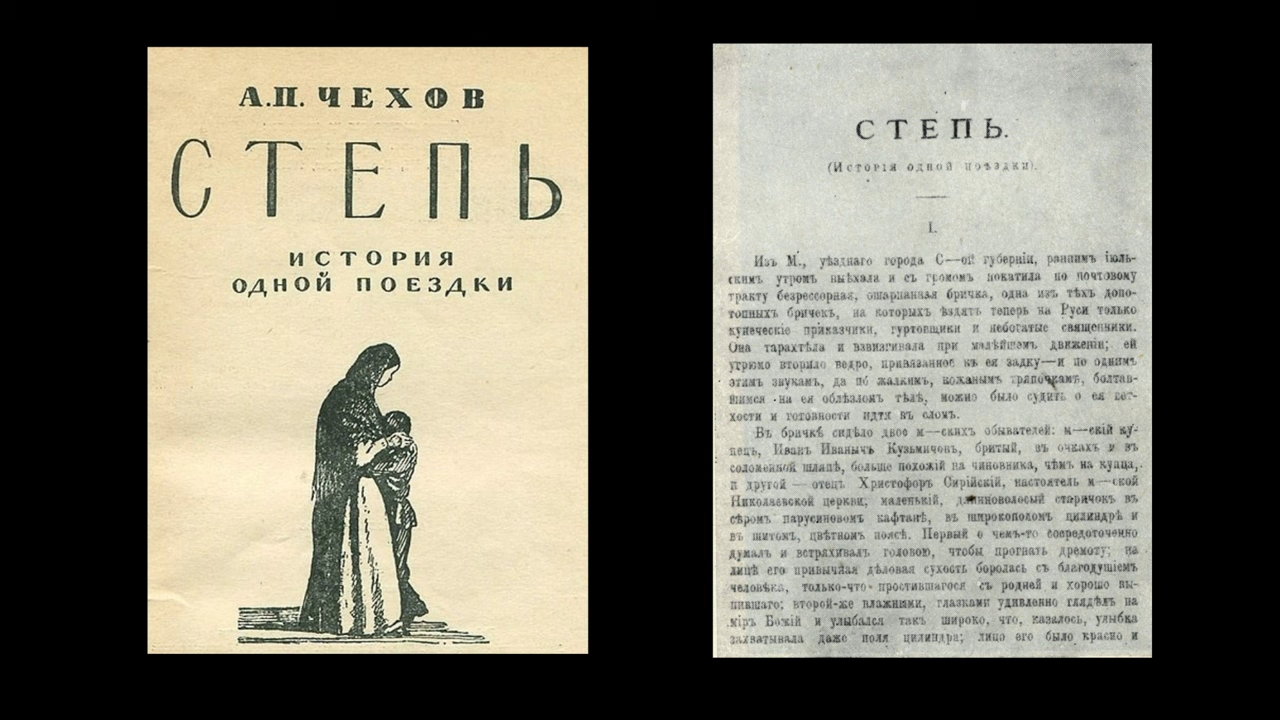 А.П. ЧЕХОВ
СТЕПЬ
ИСТОРИЯ
ОДНОЙ ПОЕЗДКИ
СТЕПЬ.
(Исторія одной поѣздки).
I.
Изъ М., уѣзднаго города С—ой губерніи, раннимъ іюль-
скимъ утромъ выѣхала и съ громомъ покатила по почтовому
тракту безрессорная, ошарпанная бричка, одна изъ тѣхъ допо-
топныхъ бричекъ, на которыхъ ѣздятъ теперь на Руси только
купеческіе приказчики, гуртовщики и небогатые священники.
Она тарахтѣла и взвизгивала при малѣйшемъ движеніи; ей
угрюмо вторило ведро, привязанное къ ея задку—и по однимъ
этимъ звукамъ, да по жалкимъ, кожанымъ тряпочкамъ, болтав-
шимся на ея облѣзломъ тѣлѣ, можно было судить о ея вет-
хости и готовности идти въ сломъ.
Въ бричкѣ сидѣло двое м—скихъ обывателей: м—скій ку-
пецъ, Иванъ Иванычъ Кузьмичовъ, бритый, въ очкахъ и въ
соломенной шляпѣ, больше похожій на чиновника, чѣмъ на купца,
и другой — отецъ Христофоръ Сирійскій, настоятель м—ской
Николаевской церкви, маленькій, длинноволосый старичокъ въ
сѣромъ парусиновомъ кафтанѣ, въ широкополомъ цилиндрѣ и
въ шитомъ, цвѣтномъ поясѣ. Первый о чемъ-то сосредоточенно
думалъ и встряхивалъ головою, чтобы прогнать дремоту; на
лицѣ его привычная дѣловая сухость боролась съ благодушіемъ
человѣка, только-что простившагося съ родней и хорошо вы-
пившаго; второй-же влажными, глазками удивленно глядѣлъ на
міръ Божій и улыбался такъ широко, что, казалось, улыбка
захватывала даже поля цилиндра; лицо его было красно и